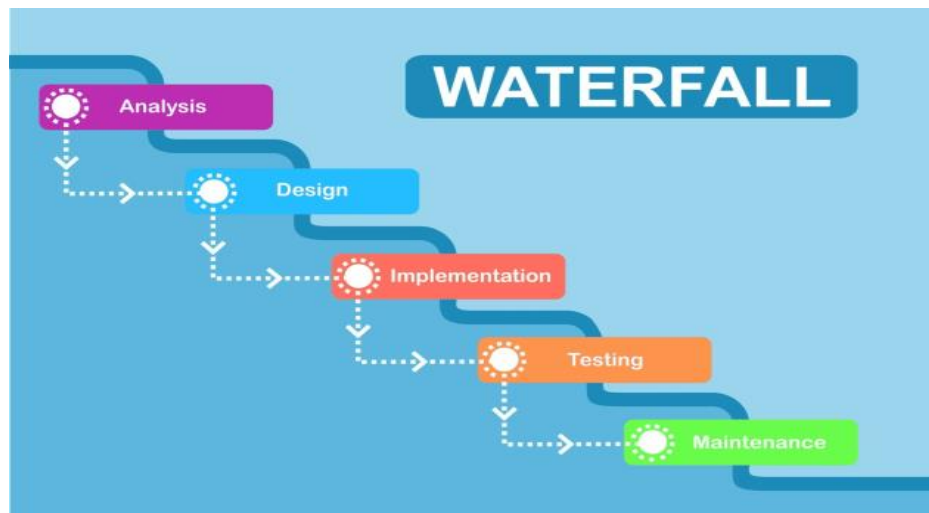 WATERFALL
Analysis
Design
Implementation
Testing
Maintenance